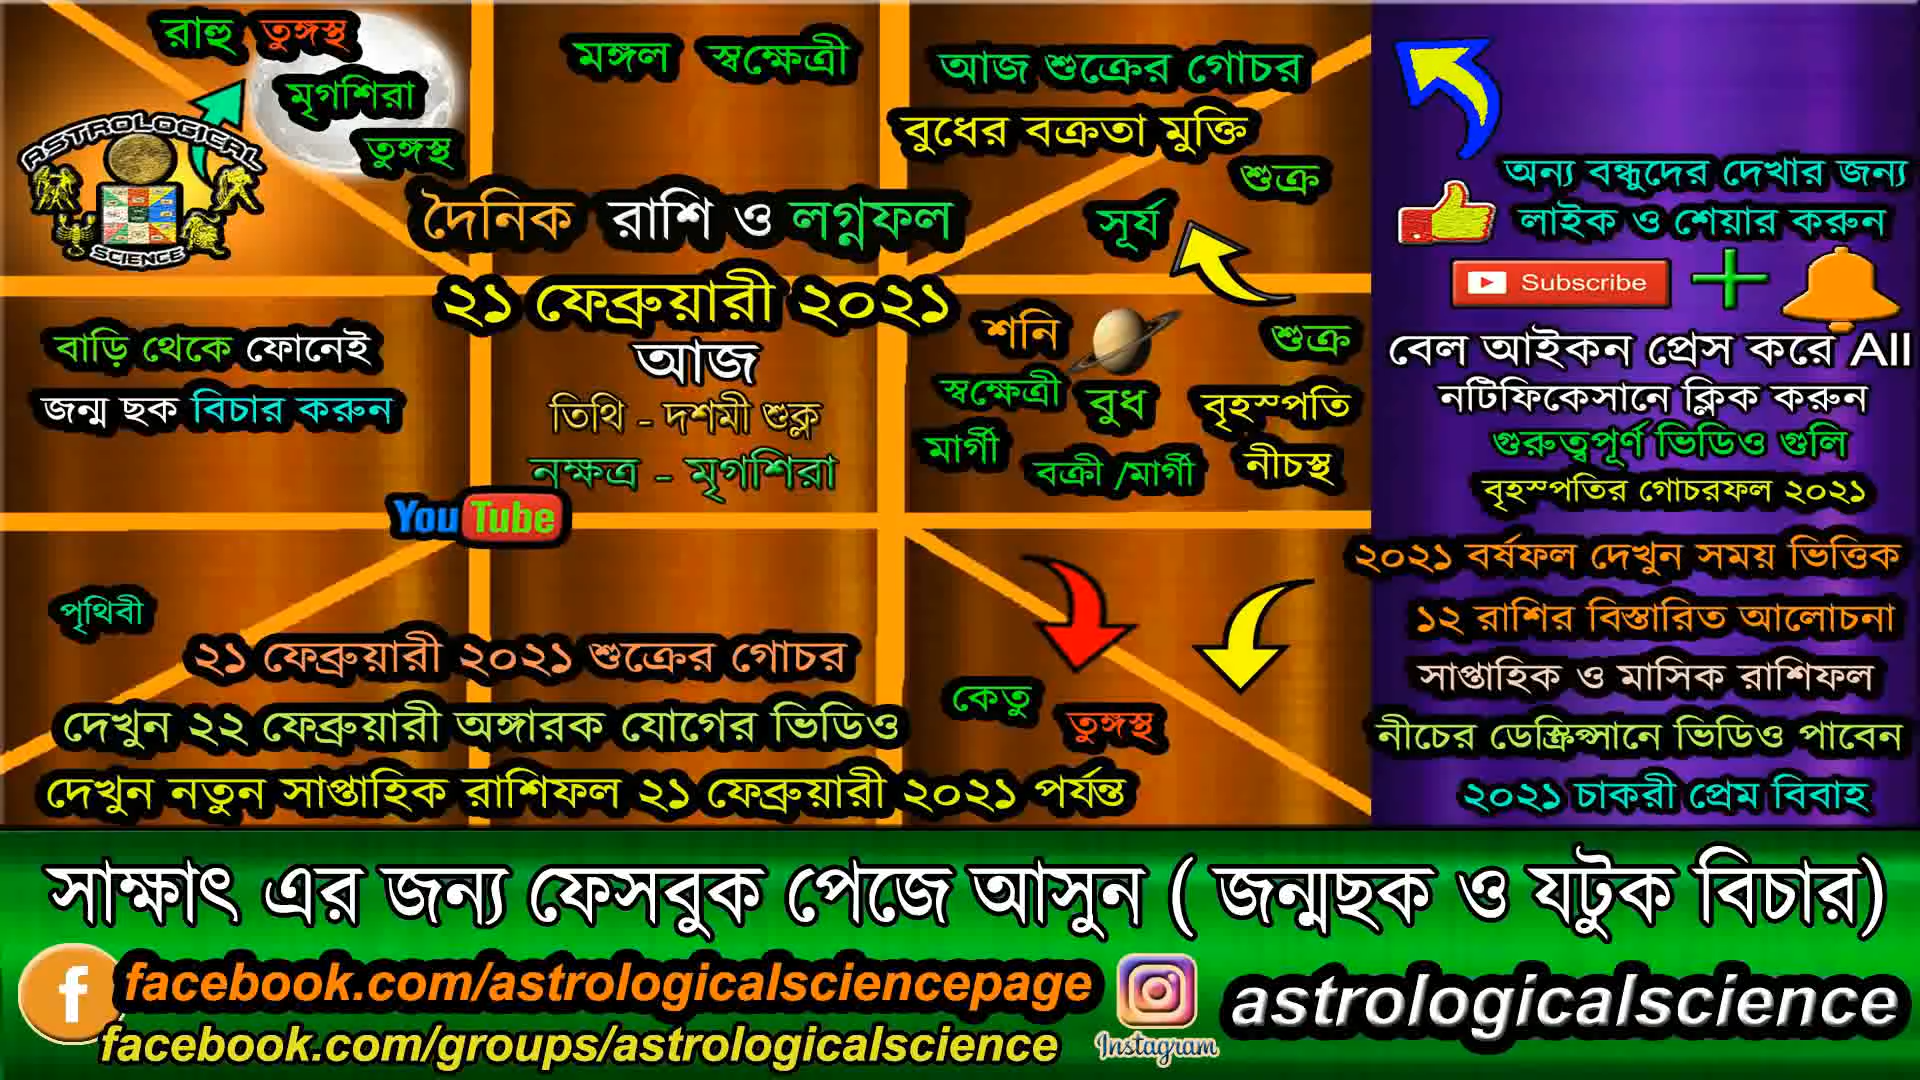 রাহু তুঙ্গস্থ
মৃগশিরা
তুঙ্গস্থ
ASTROLOGICAL
SCIENCE
মঙ্গল স্বক্ষেত্রী
আজ শুক্রের গোচর
বুধের বক্রতা মুক্তি
শুক্র
সূর্য
দৈনিক রাশি ও লগ্নফল
২১ ফেব্রুয়ারী ২০২১
আজ
তিথি - দশমী শুক্ল
নক্ষত্র - মৃগশিরা
বাড়ি থেকে ফোনেই
জন্ম ছক বিচার করুন
শনি
শুক্র
স্বক্ষেত্রী
বুধ
বৃহস্পতি
মার্গী
বক্রী /মার্গী
নীচস্থ
YouTube
পৃথিবী
২১ ফেব্রুয়ারী ২০২১ শুক্রের গোচর
দেখুন ২২ ফেব্রুয়ারী অঙ্গারক যোগের ভিডিও
দেখুন নতুন সাপ্তাহিক রাশিফল ২১ ফেব্রুয়ারী ২০২১ পর্যন্ত
কেতু
তুঙ্গস্থ
অন্য বন্ধুদের দেখার জন্য
লাইক ও শেয়ার করুন
Subscribe
বেল আইকন প্রেস করে All
নটিফিকেসানে ক্লিক করুন
গুরুত্বপূর্ণ ভিডিও গুলি
বৃহস্পতির গোচরফল ২০২১
২০২১ বর্ষফল দেখুন সময় ভিত্তিক
১২ রাশির বিস্তারিত আলোচনা
সাপ্তাহিক ও মাসিক রাশিফল
নীচের ডেস্ক্রিপ্সানে ভিডিও পাবেন
২০২১ চাকরী প্রেম বিবাহ
সাক্ষাৎ এর জন্য ফেসবুক পেজে আসুন ( জন্মছক ও যটুক বিচার)
facebook.com/astrologicalsciencepage
facebook.com/groups/astrologicalscience
Instagram
astrologicalscience